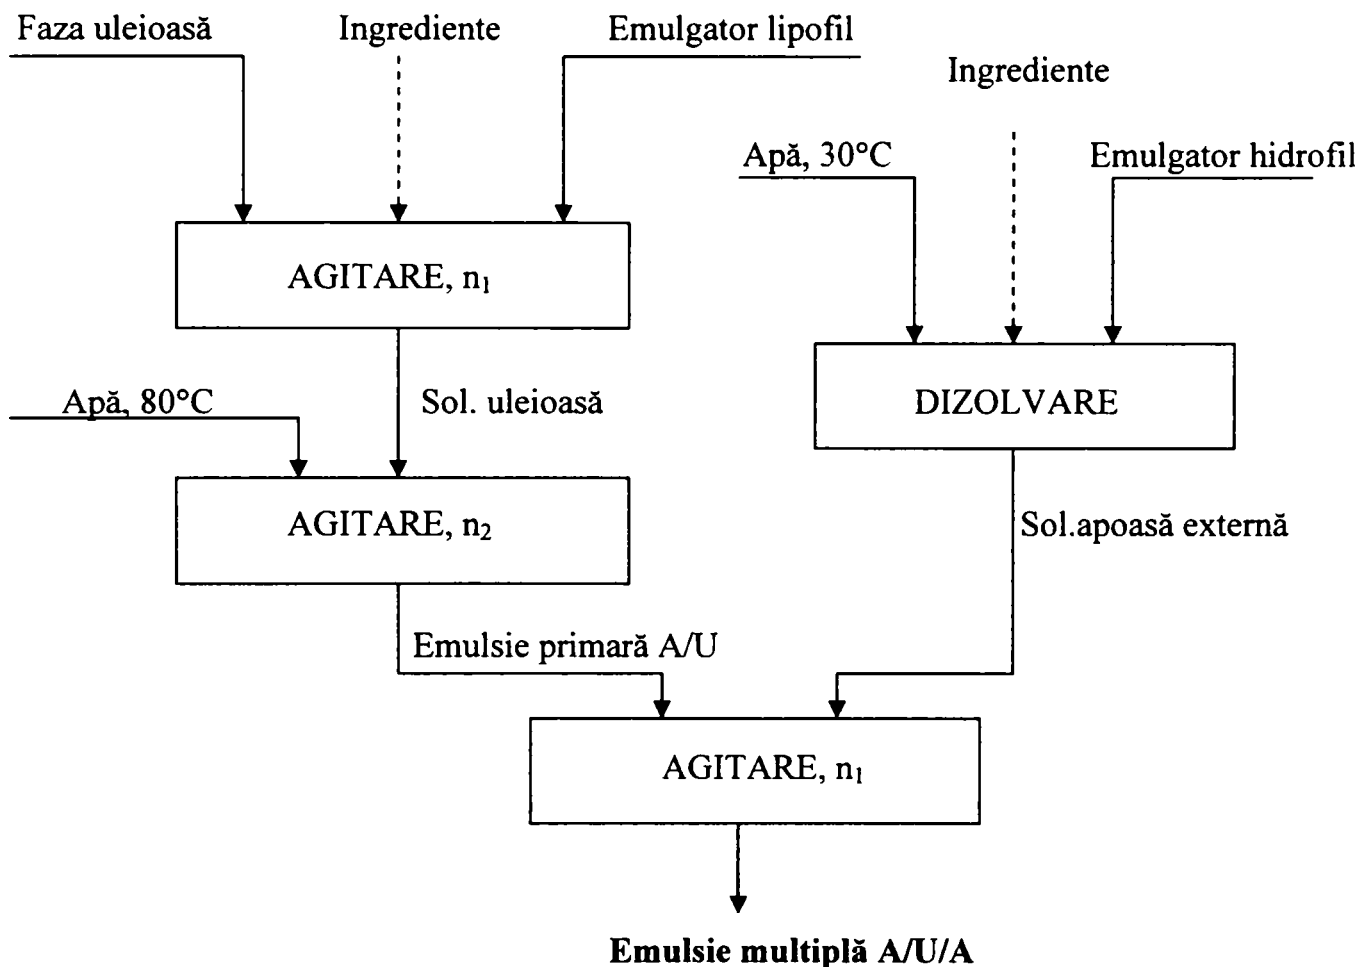 Faza uleioasă
Ingrediente
Emulgator lipofil
Ingrediente
Apă, 30°C
Emulgator hidrofil
AGITARE, n₁
DIZOLVARE
Apă, 80°C
Sol. uleioasă
AGITARE, n₂
Sol.apoasă externă
Emulsie primară A/U
AGITARE, n₁
Emulsie multiplă A/U/A